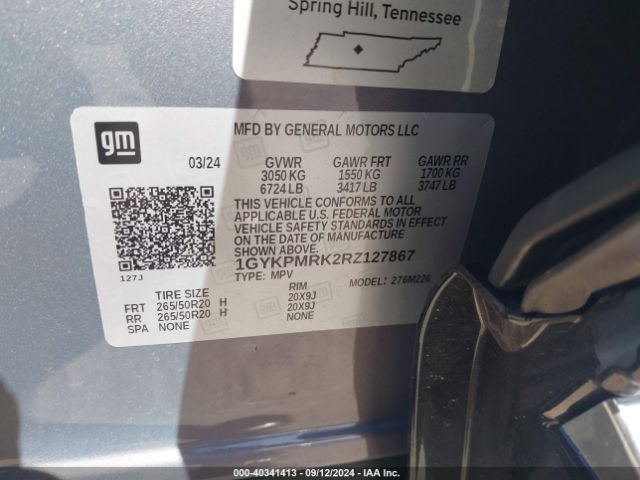 Spring Hill, Tennessee
gm
MFD BY GENERAL MOTORS LLC
03/24
GVWR GAWR FRT GAWR RR
3050 KG 1550 KG 1700 KG
6724 LB 3417 LB 3747 LB
THIS VEHICLE CONFORMS TO ALL
APPLICABLE U.S. FEDERAL MOTOR
VEHICLE SAFETY STANDARDS IN EFFECT
ON THE DATE OF MANUFACTURE
SHOWN ABOVE.
1GYKPMRK2RZ127867
TYPE: MPV MODEL: 276M226
127J
TIRE SIZE RIM
FRT 265/50R20 H 20X9J
RR 265/50R20 H 20X9J
SPA NONE NONE
000-40341413 - 09/12/2024 - IAA Inc.